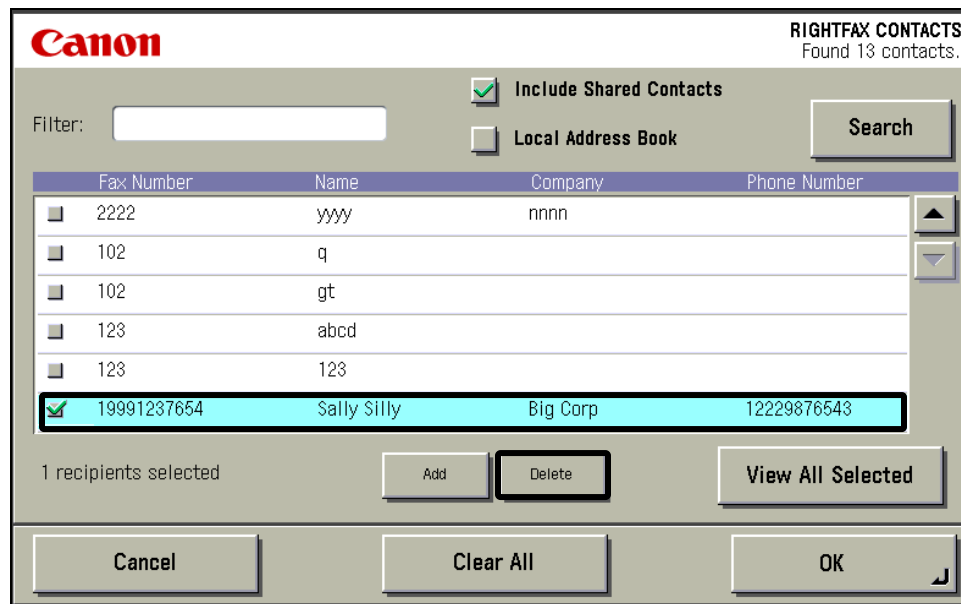 Canon
RIGHTFAX CONTACTS
Found 13 contacts.
Include Shared Contacts
Filter:
Local Address Book
Search
Fax Number Name Company Phone Number
2222 yyyy nnnn
102 q
102 gt
123 abcd
123 123
19991237654 Sally Silly Big Corp 12229876543
1 recipients selected Add Delete View All Selected
Cancel Clear All OK